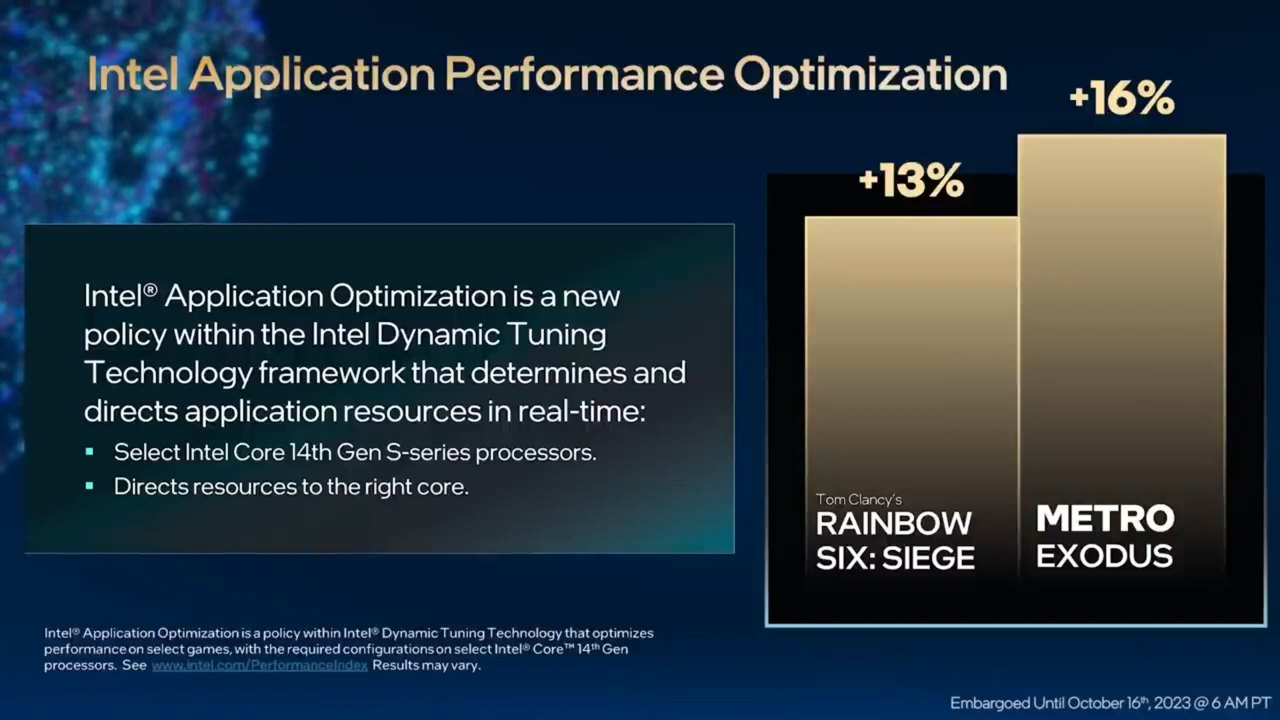 Intel Application Performance Optimization
+16%
+13%
Intel® Application Optimization is a new
policy within the Intel Dynamic Tuning
Technology framework that determines and
directs application resources in real-time:
▪ Select Intel Core 14th Gen S-series processors.
▪ Directs resources to the right core.
Tom Clancy's
RAINBOW
SIX: SIEGE
METRO
EXODUS
Intel® Application Optimization is a policy within Intel® Dynamic Tuning Technology that optimizes
performance on select games, with the required configurations on select Intel® Core™ 14th Gen
processors. See www.intel.com/PerformanceIndex Results may vary.
Embargoed Until October 16th, 2023 @ 6 AM PT